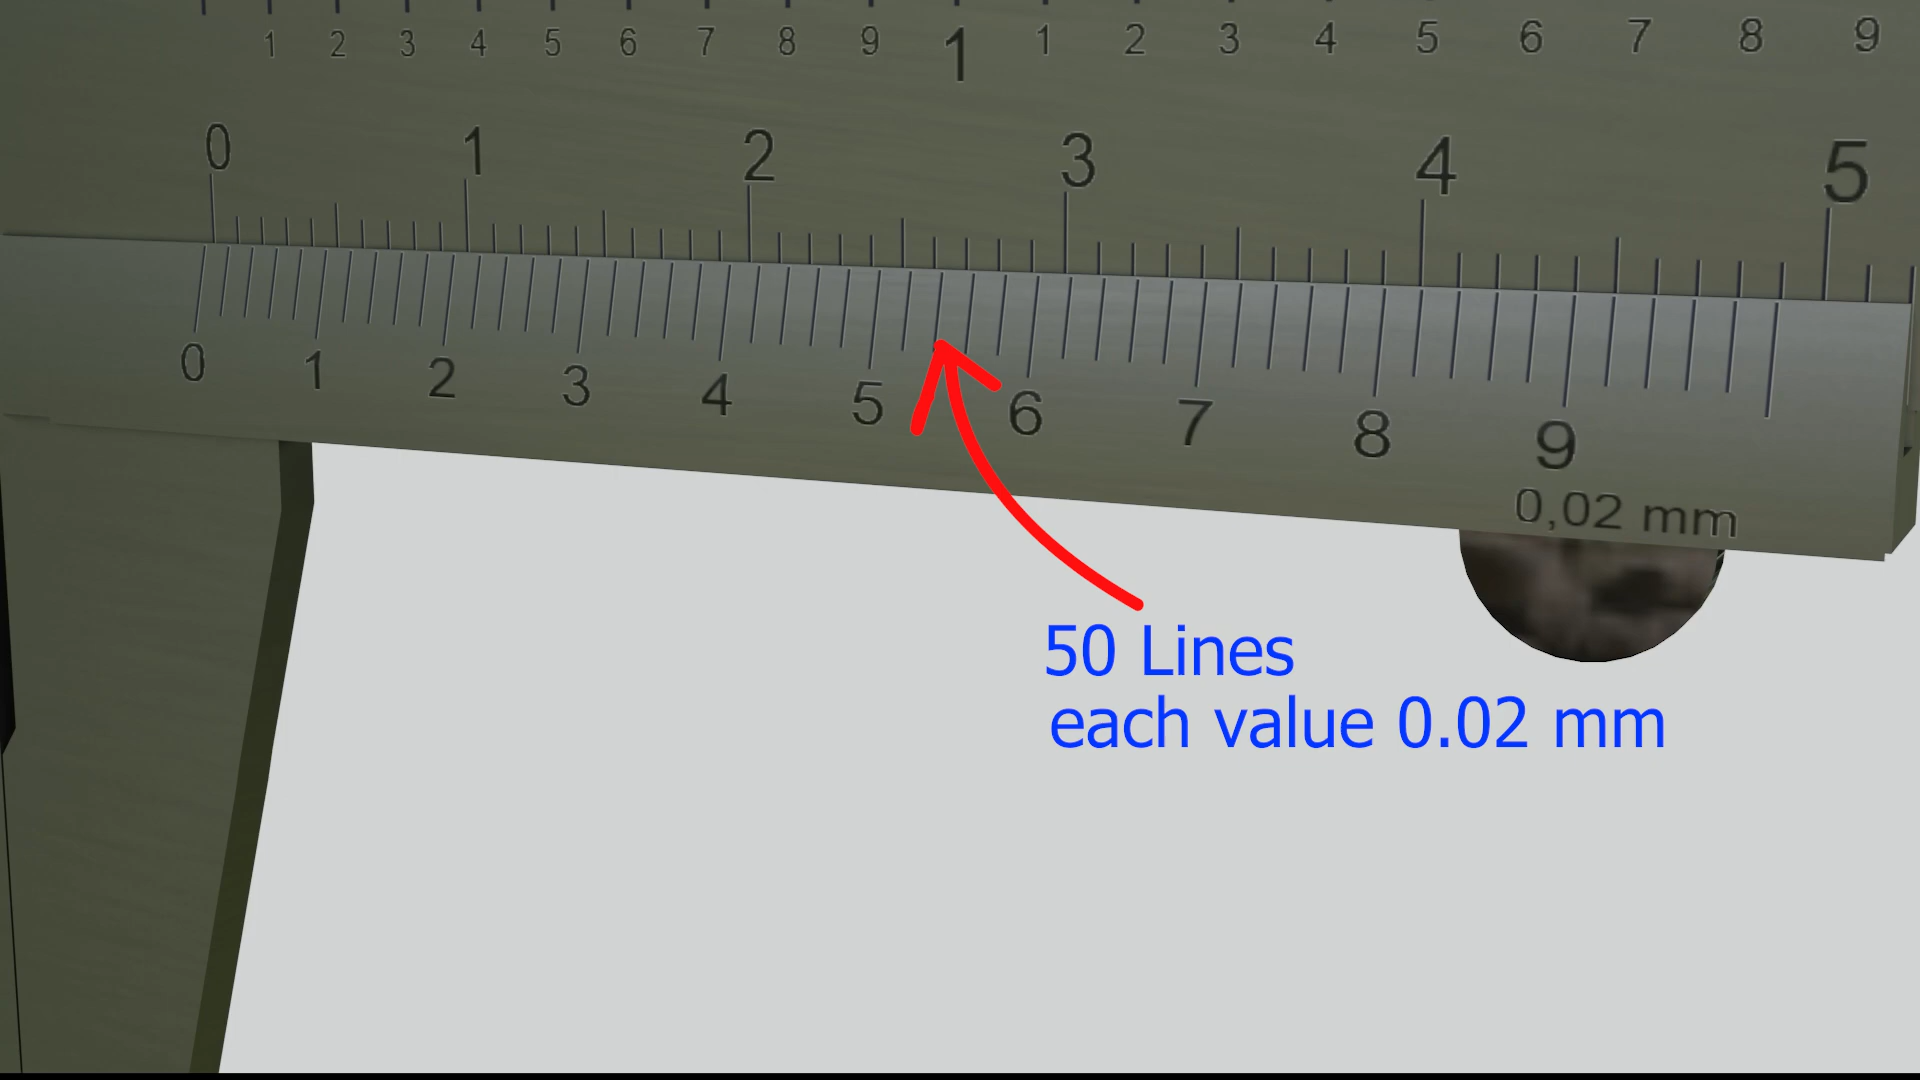 1 2 3 4 5 6 7 8 9 1 1 2 3 4 5 6 7 8 9
0 1 2 3 4 5
0 1 2 3 4 5 6 7 8 9
0,02 mm
50 Lines
each value 0.02 mm